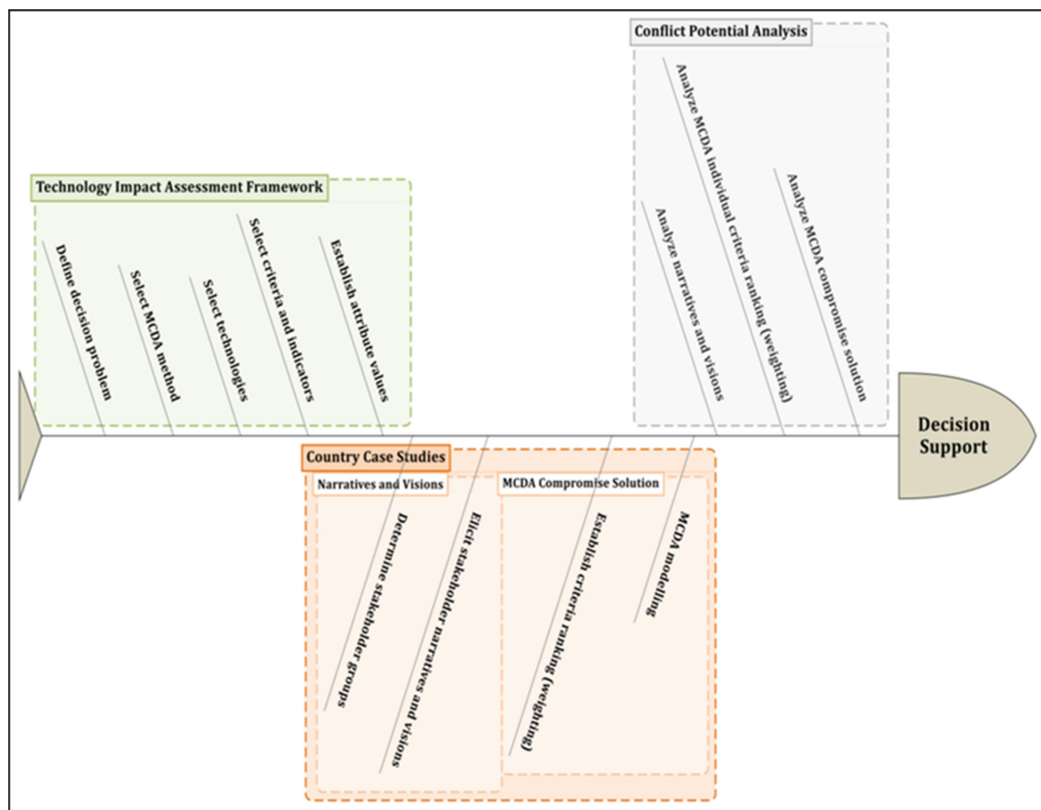 Technology Impact Assessment Framework
Define decision problem
Select MCDA method
Select technologies
Select criteria and indicators
Establish attribute values
Country Case Studies
Narratives and Visions
Determine stakeholder groups
Elicit stakeholder narratives and visions
MCDA Compromise Solution
Establish criteria ranking (weighting)
MCDA modelling
Conflict Potential Analysis
Analyze narratives and visions
Analyze MCDA individual criteria ranking (weighting)
Analyze MCDA compromise solution
Decision
Support